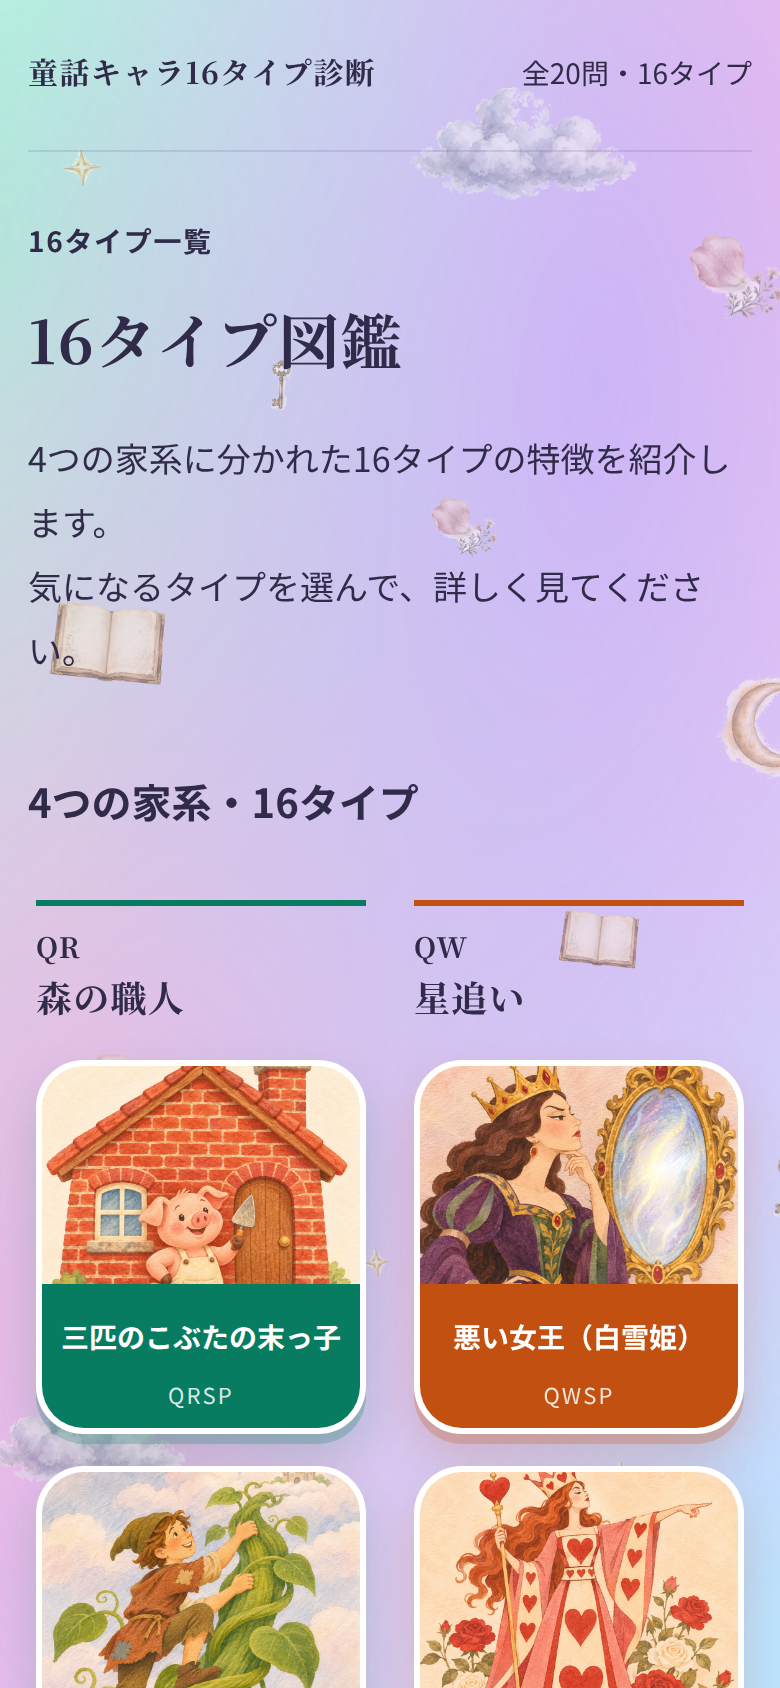 童話キャラ16タイプ診断
全20問・16タイプ
16タイプ一覧
16タイプ図鑑
4つの家系に分かれた16タイプの特徴を紹介し
ます。
気になるタイプを選んで、詳しく見てくださ
い。
4つの家系・16タイプ
QR
森の職人
QW
星追い
三匹のこぶたの末っ子
QRSP
悪い女王（白雪姫）
QWSP